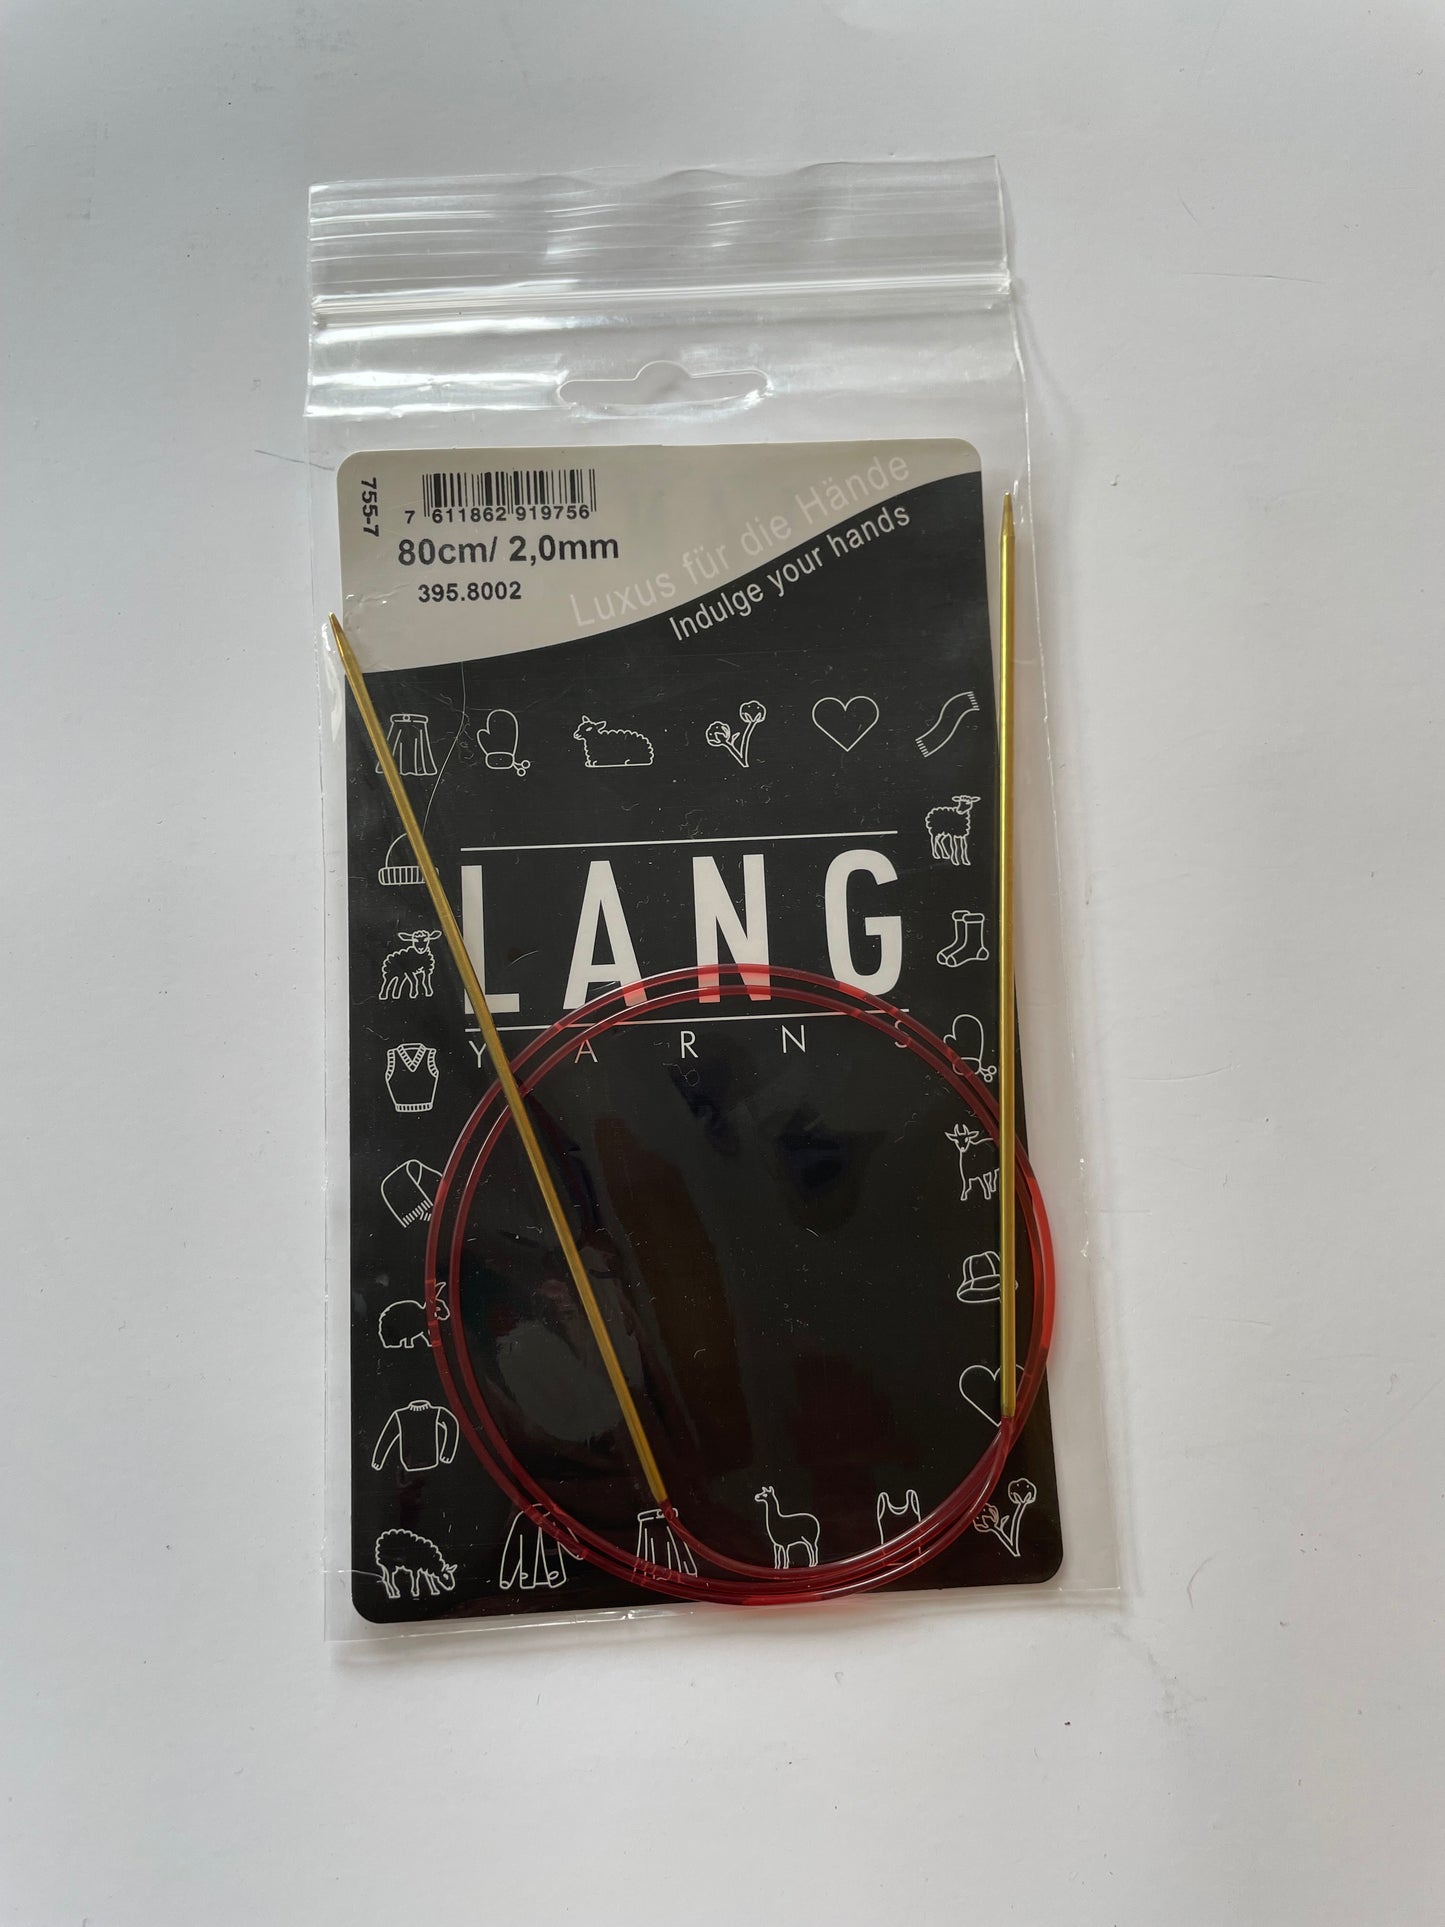 755-7
7 611862 919756
80cm/ 2,0mm
395.8002
Luxus für die Hände
Indulge your hands
LANG
YARNS